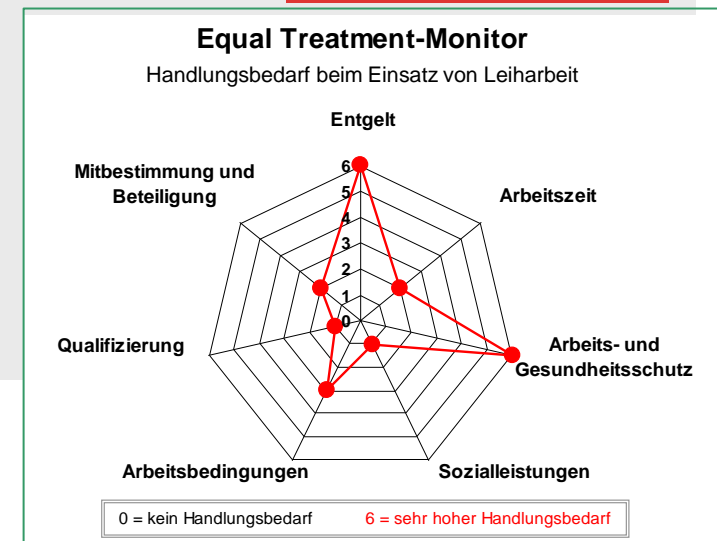 Equal Treatment-Monitor
Handlungsbedarf beim Einsatz von Leiharbeit
Entgelt
Mitbestimmung und
Beteiligung
Arbeitszeit
6
5
4
3
2
1
0
Qualifizierung
Arbeits- und
Gesundheitsschutz
Arbeitsbedingungen
Sozialleistungen
0 = kein Handlungsbedarf 6 = sehr hoher Handlungsbedarf